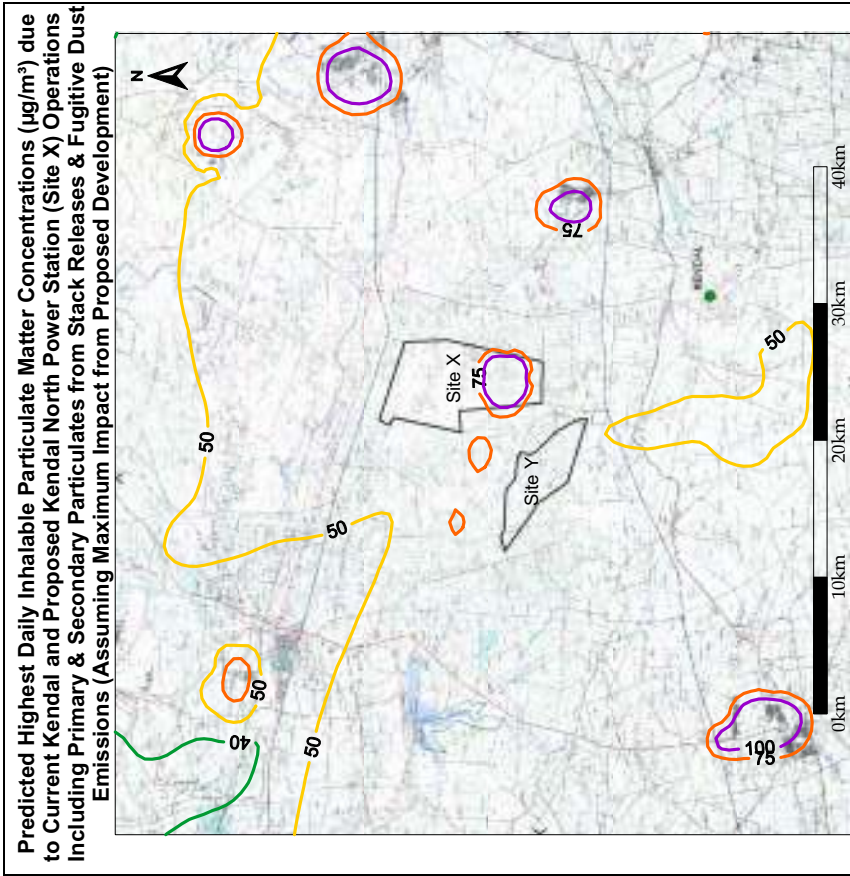 Predicted Highest Daily Inhalable Particulate Matter Concentrations (µg/m³) due
to Current Kendal and Proposed Kendal North Power Station (Site X) Operations
Including Primary & Secondary Particulates from Stack Releases & Fugitive Dust
Emissions (Assuming Maximum Impact from Proposed Development)
N
40
50
50
50
50
Site X
75
Site Y
75
KENDAL
50
100
75
0km
10km
20km
30km
40km